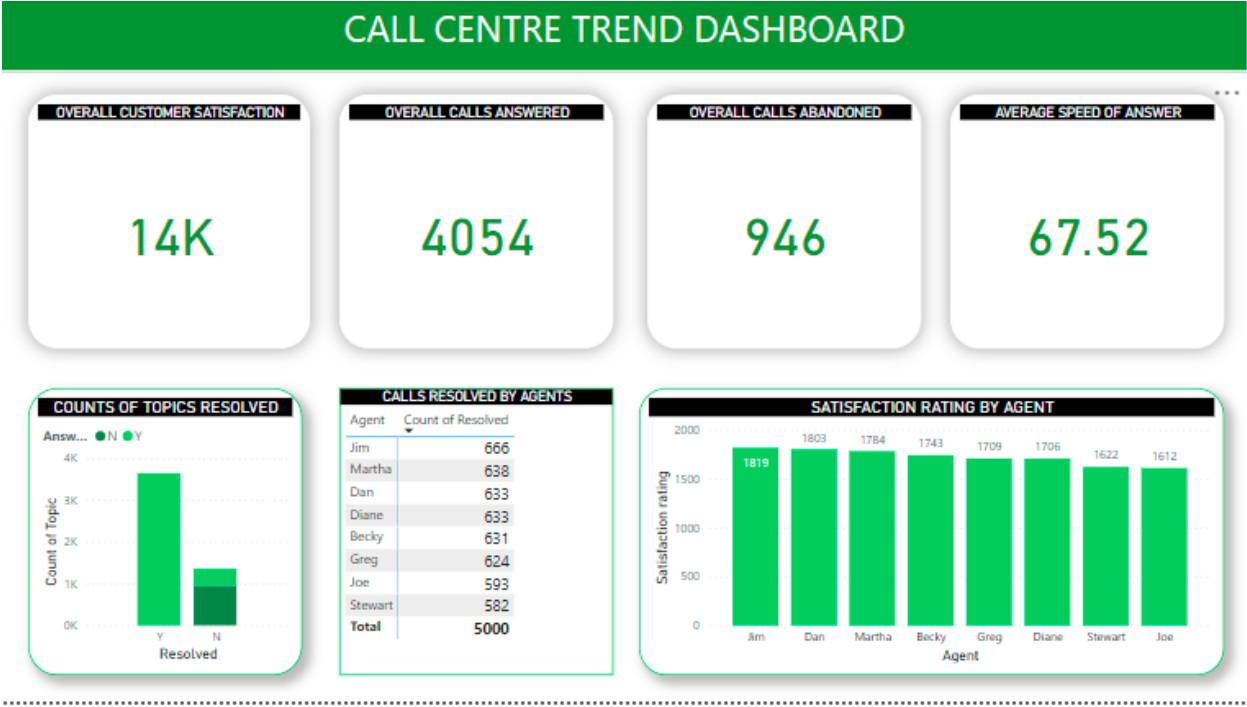 CALL CENTRE TREND DASHBOARD
OVERALL CUSTOMER SATISFACTION
14K
OVERALL CALLS ANSWERED
4054
OVERALL CALLS ABANDONED
946
AVERAGE SPEED OF ANSWER
67.52
COUNTS OF TOPICS RESOLVED
Answ... N Y
4K
3K
2K
1K
0K
Count of Topic
Y N
Resolved
CALLS RESOLVED BY AGENTS
Agent Count of Resolved
Jim 666
Martha 638
Dan 633
Diane 633
Becky 631
Greg 624
Joe 593
Stewart 582
Total 5000
SATISFACTION RATING BY AGENT
2000
1500
1000
500
0
Satisfaction rating
1819 1803 1784 1743 1709 1706 1622 1612
Jim Dan Martha Becky Greg Diane Stewart Joe
Agent